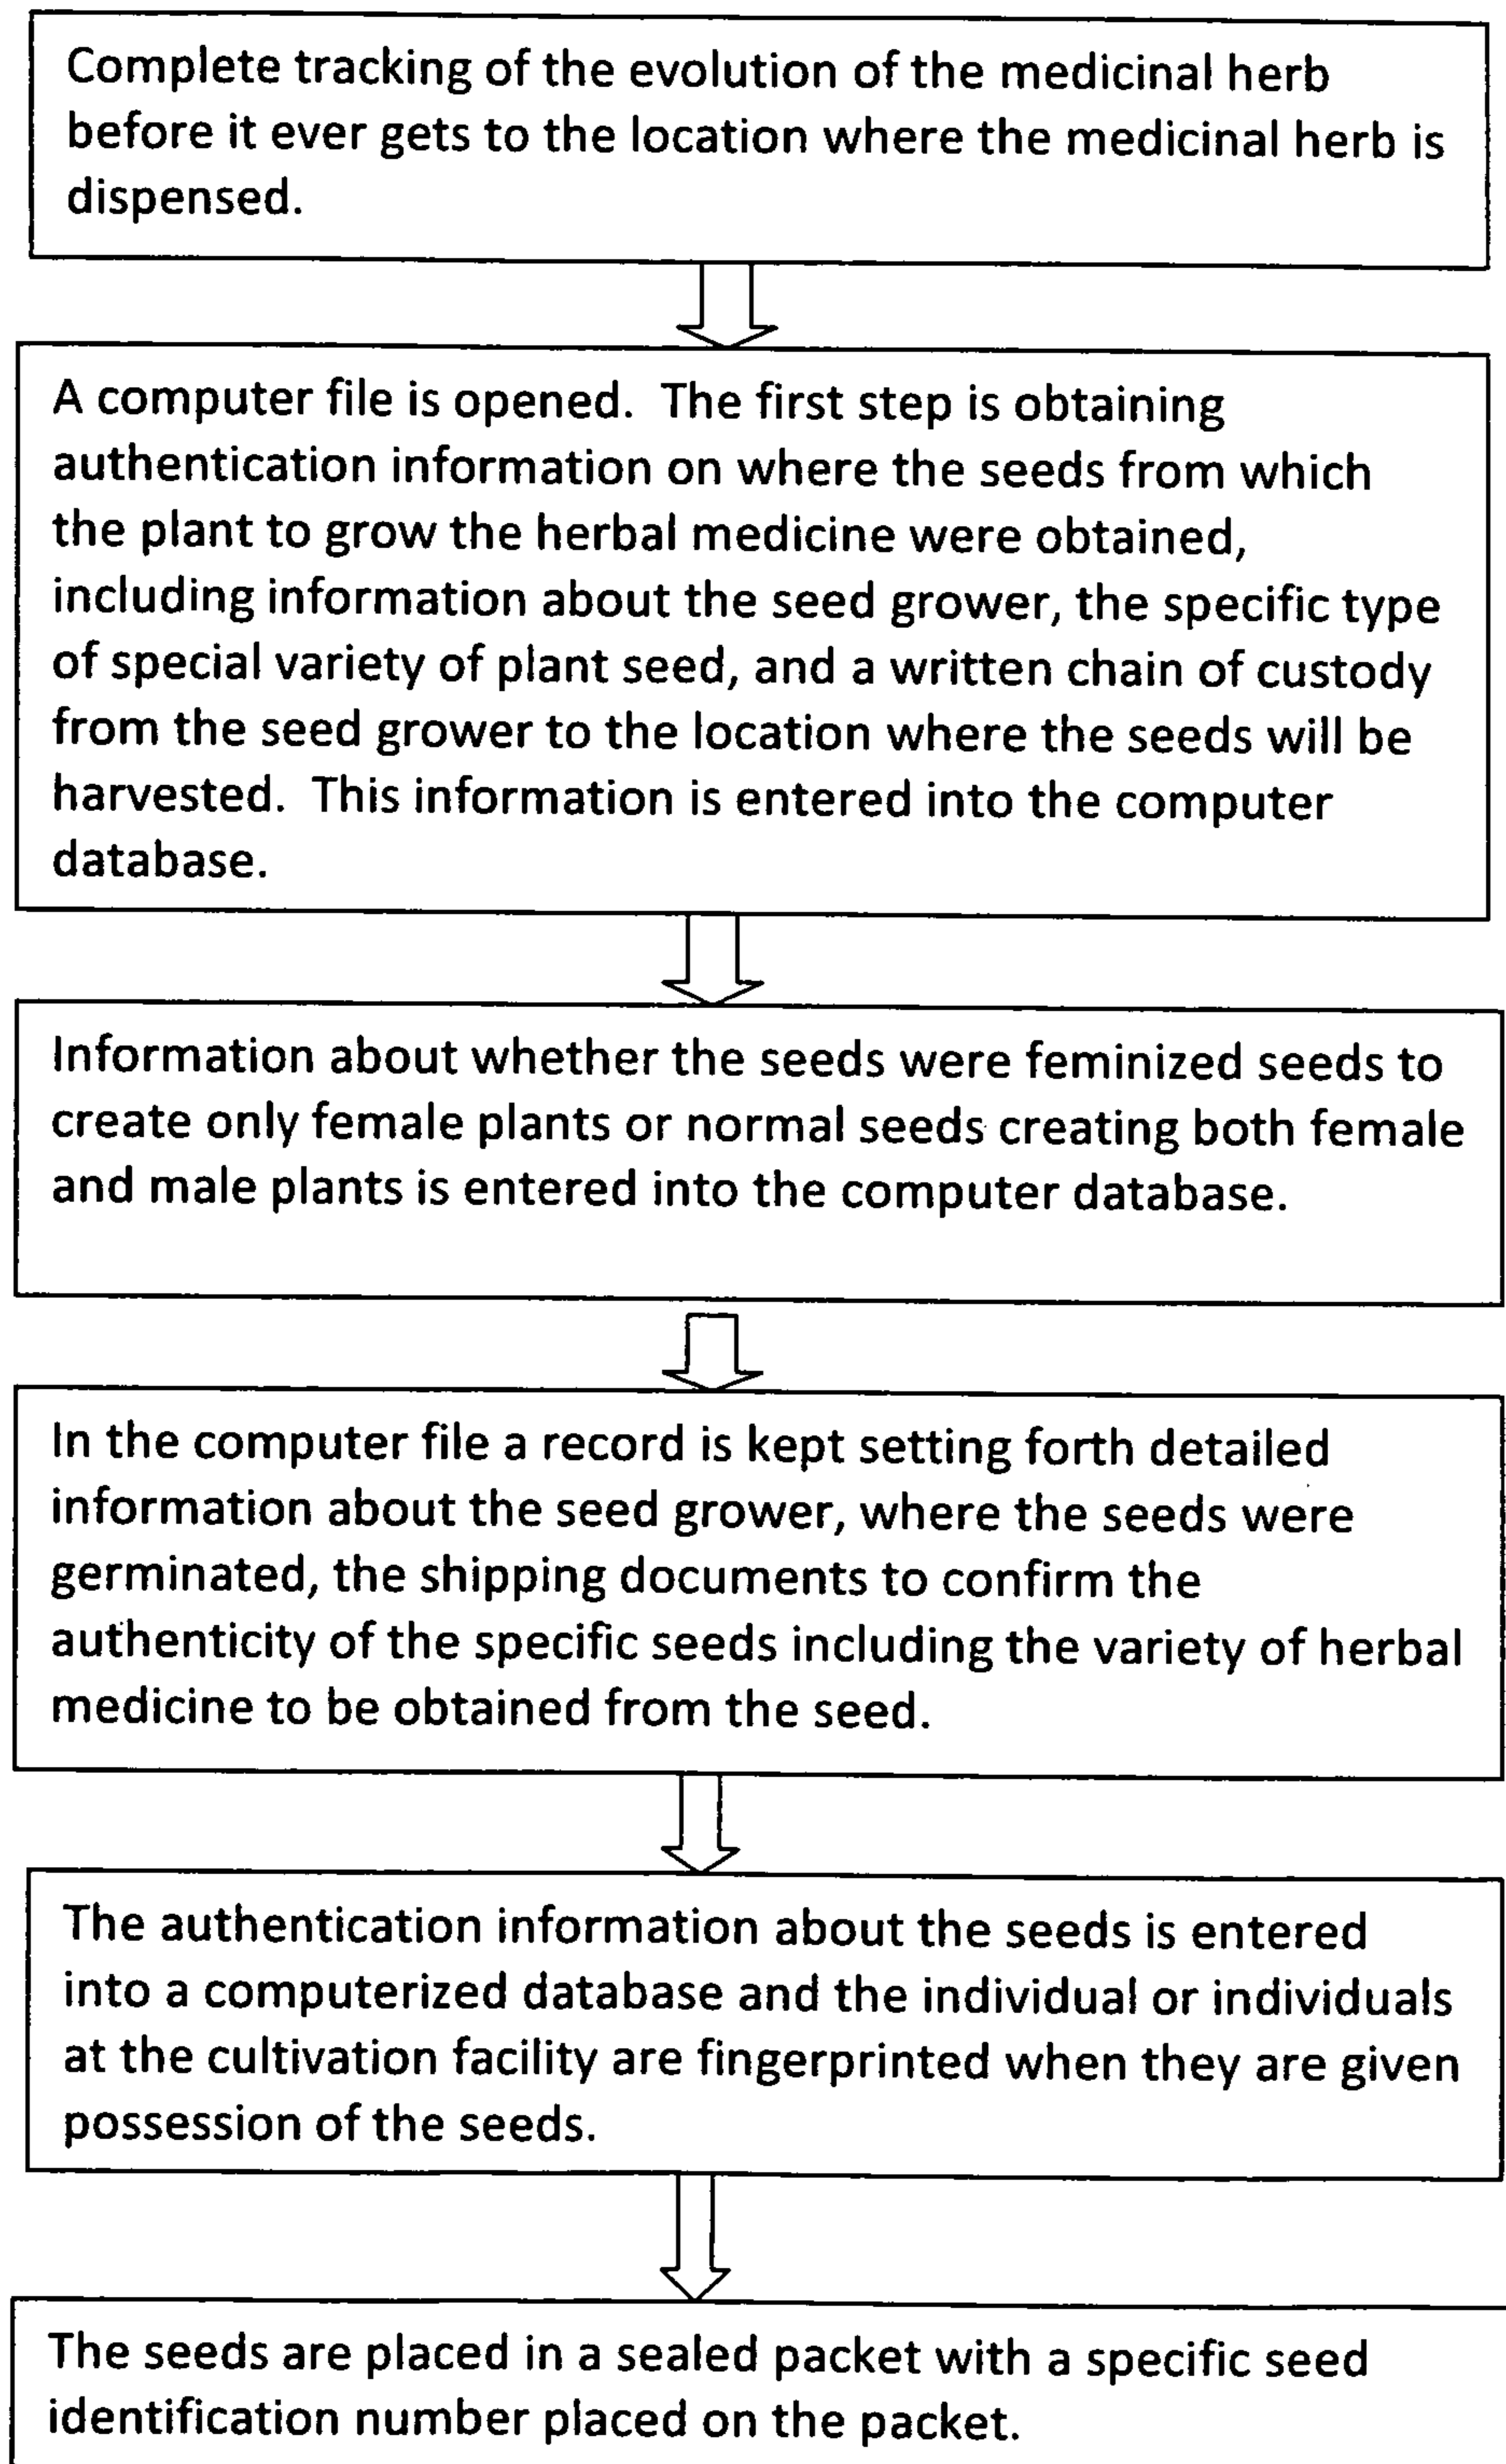 Complete tracking of the evolution of the medicinal herb
before it ever gets to the location where the medicinal herb is
dispensed.
A computer file is opened. The first step is obtaining
authentication information on where the seeds from which
the plant to grow the herbal medicine were obtained,
including information about the seed grower, the specific type
of special variety of plant seed, and a written chain of custody
from the seed grower to the location where the seeds will be
harvested. This information is entered into the computer
database.
Information about whether the seeds were feminized seeds to
create only female plants or normal seeds creating both female
and male plants is entered into the computer database.
In the computer file a record is kept setting forth detailed
information about the seed grower, where the seeds were
germinated, the shipping documents to confirm the
authenticity of the specific seeds including the variety of herbal
medicine to be obtained from the seed.
The authentication information about the seeds is entered
into a computerized database and the individual or individuals
at the cultivation facility are fingerprinted when they are given
possession of the seeds.
The seeds are placed in a sealed packet with a specific seed
identification number placed on the packet.